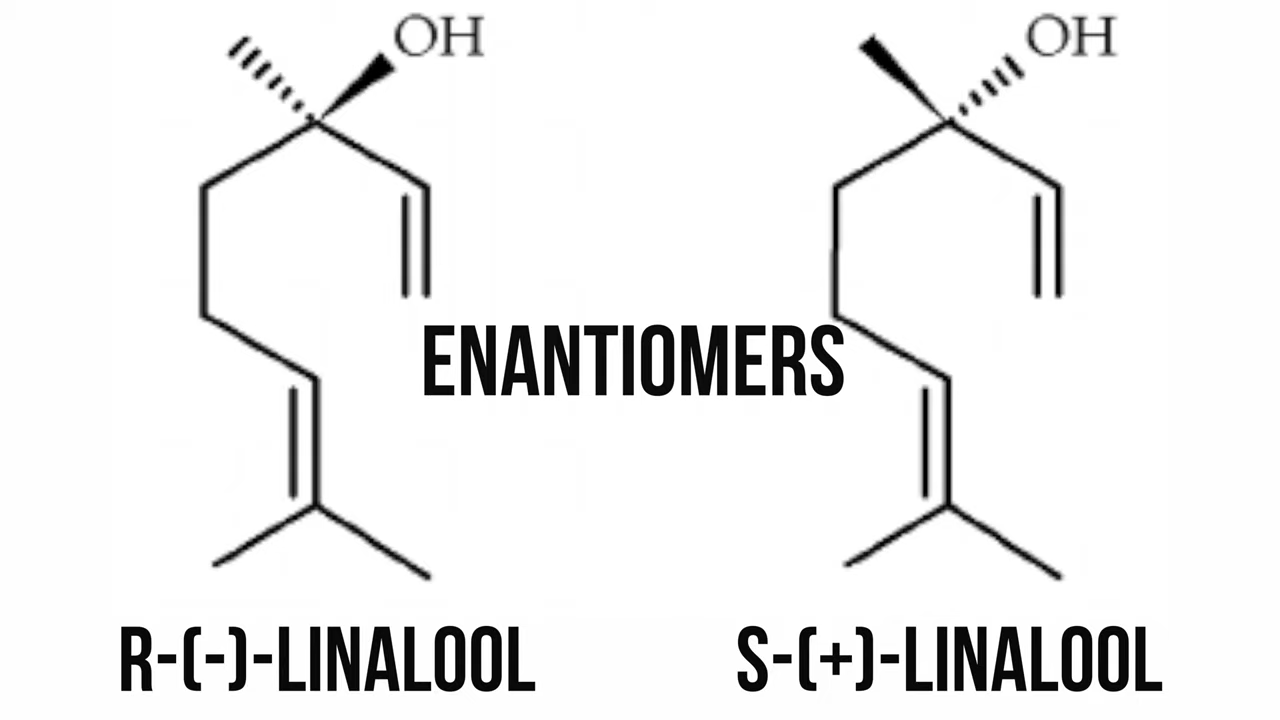 OH
OH
ENANTIOMERS
R-(-)-LINALOOL
S-(+)-LINALOOL